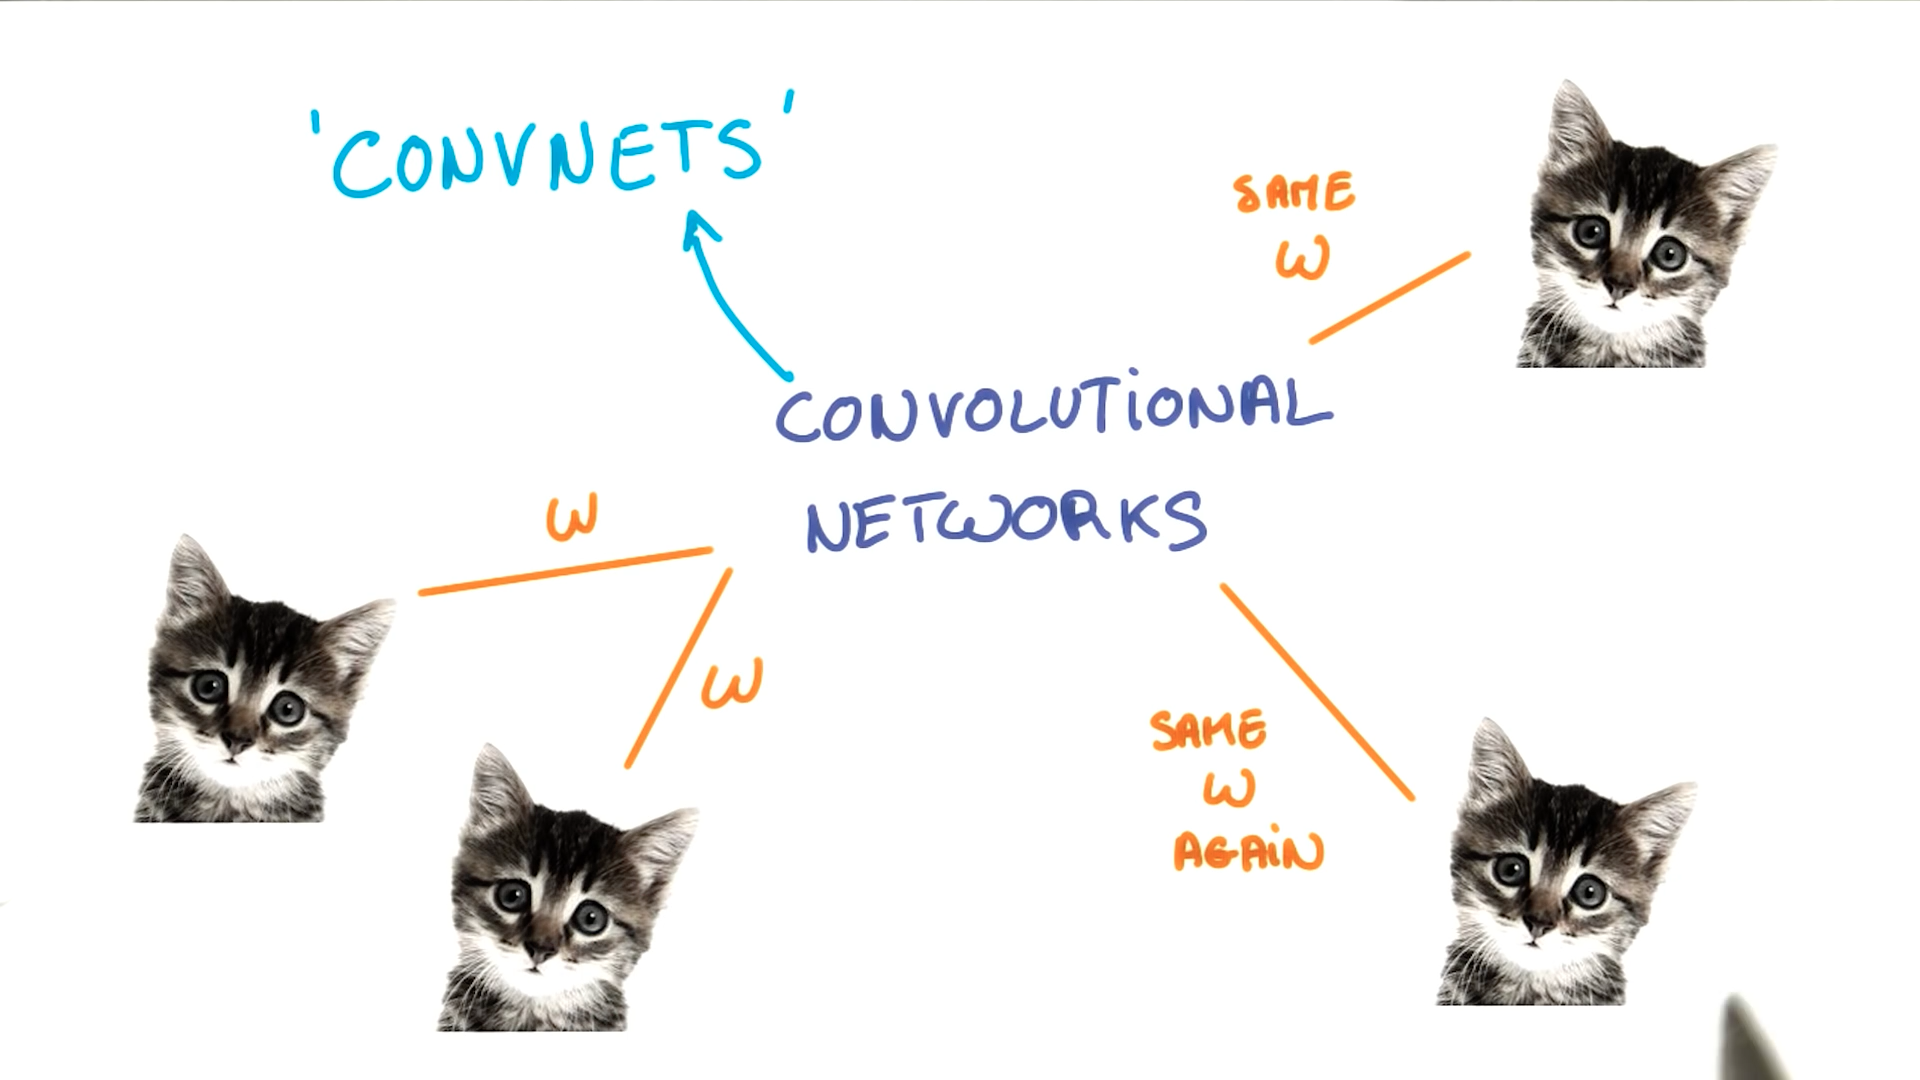 'CONVNETS'
SAME
W
CONVOLUTIONAL
NETWORKS
W
W
SAME
W
AGAiN